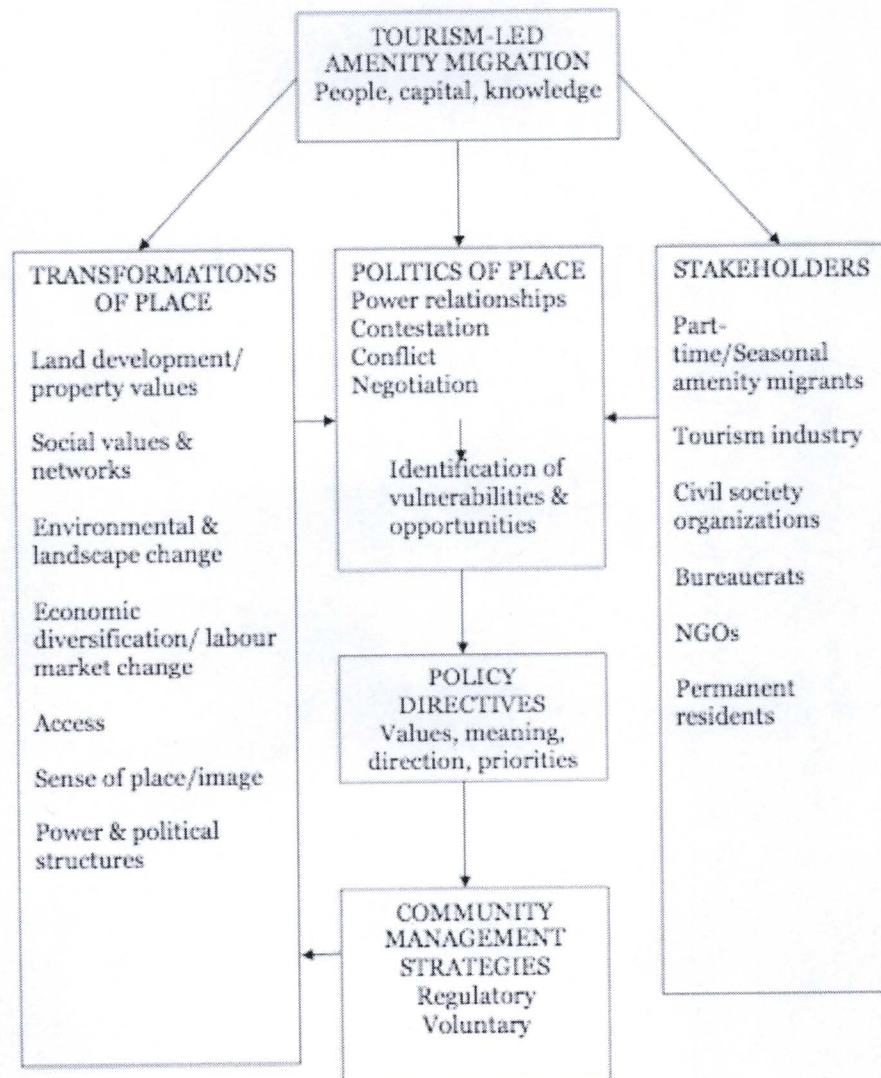 TOURISM-LED
AMENITY MIGRATION
People, capital, knowledge
TRANSFORMATIONS
OF PLACE
Land development/
property values
Social values &
networks
Environmental &
landscape change
Economic
diversification/ labour
market change
Access
Sense of place/image
Power & political
structures
POLITICS OF PLACE
Power relationships
Contestation
Conflict
Negotiation
Identification of
vulnerabilities &
opportunities
STAKEHOLDERS
Part-
time/Seasonal
amenity migrants
Tourism industry
Civil society
organizations
Bureaucrats
NGOs
Permanent
residents
POLICY
DIRECTIVES
Values, meaning,
direction, priorities
COMMUNITY
MANAGEMENT
STRATEGIES
Regulatory
Voluntary